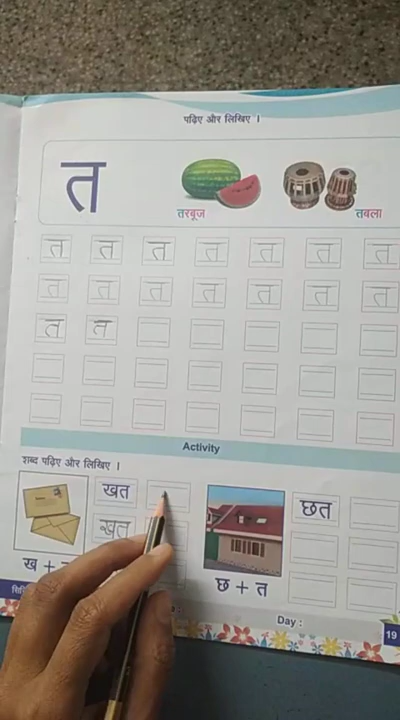 पढ़िए और लिखिए ।
त
तरबूज
तबला
त त त त त त त
त त त त त त त
त त
Activity
शब्द पढ़िए और लिखिए ।
खत
छत
खत
ख +
छ + त
Day :
19